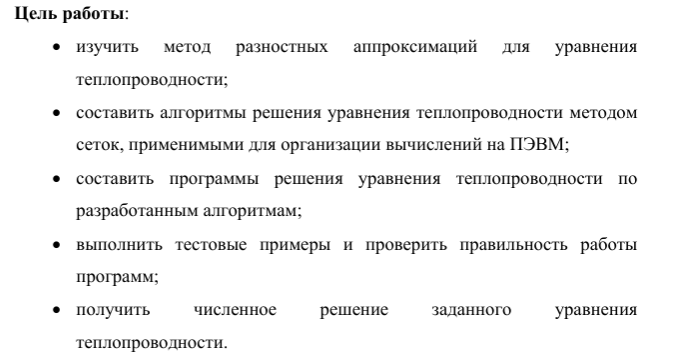 Цель работы:
• изучить метод разностных аппроксимаций для уравнения
теплопроводности;
• составить алгоритмы решения уравнения теплопроводности методом
сеток, применимыми для организации вычислений на ПЭВМ;
• составить программы решения уравнения теплопроводности по
разработанным алгоритмам;
• выполнить тестовые примеры и проверить правильность работы
программ;
• получить численное решение заданного уравнения
теплопроводности.